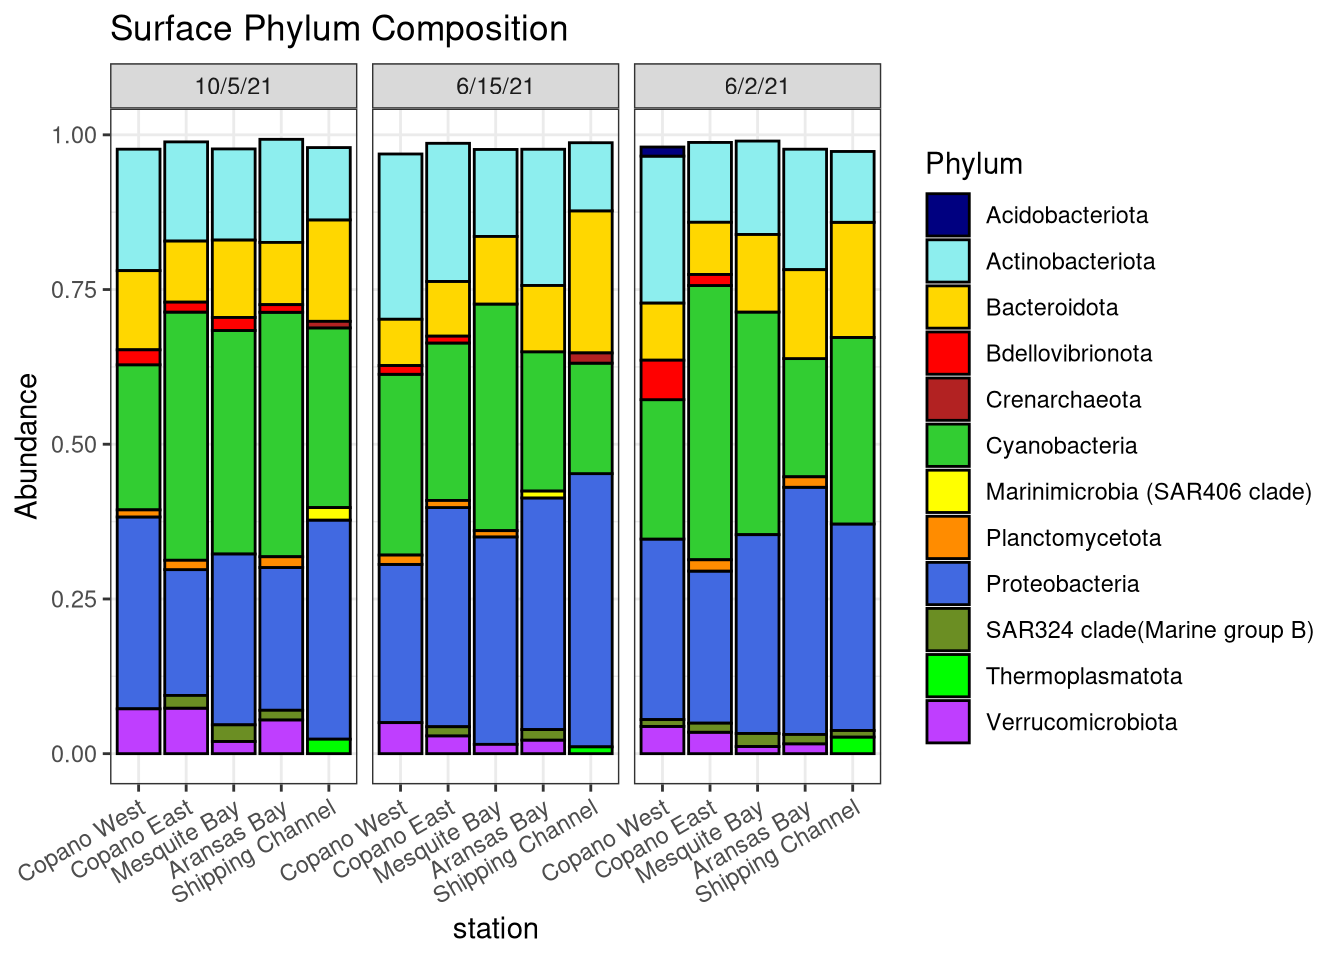 Surface Phylum Composition
10/5/21
6/15/21
6/2/21
1.00
0.75
0.50
0.25
0.00
Abundance
Copano West
Copano East
Mesquite Bay
Aransas Bay
Shipping Channel
Copano West
Copano East
Mesquite Bay
Aransas Bay
Shipping Channel
Copano West
Copano East
Mesquite Bay
Aransas Bay
Shipping Channel
station
Phylum
Acidobacteriota
Actinobacteriota
Bacteroidota
Bdellovibrionota
Crenarchaeota
Cyanobacteria
Marinimicrobia (SAR406 clade)
Planctomycetota
Proteobacteria
SAR324 clade(Marine group B)
Thermoplasmatota
Verrucomicrobiota